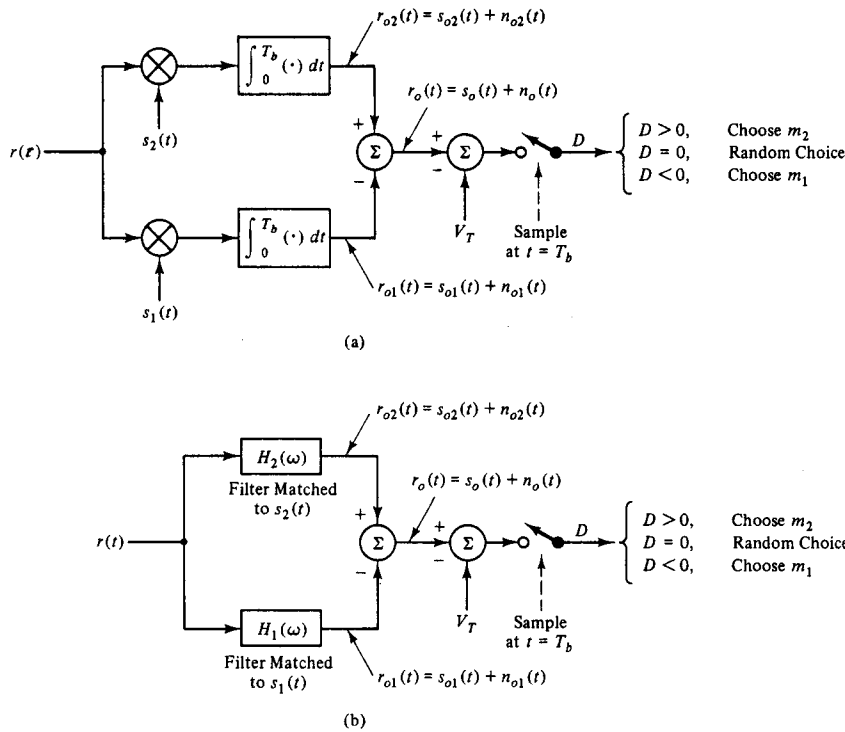 r_{o2}(t) = s_{o2}(t) + n_{o2}(t)
∫_0^{T_b} (·) dt
r_o(t) = s_o(t) + n_o(t)
s_2(t)
r(t)
+
Σ
−
+
Σ
−
D
D > 0, Choose m_2
D = 0, Random Choice
D < 0, Choose m_1
∫_0^{T_b} (·) dt
V_T
Sample
at t = T_b
s_1(t)
r_{o1}(t) = s_{o1}(t) + n_{o1}(t)
(a)
r_{o2}(t) = s_{o2}(t) + n_{o2}(t)
H_2(ω)
Filter Matched
to s_2(t)
r_o(t) = s_o(t) + n_o(t)
r(t)
+
Σ
−
+
Σ
−
D
D > 0, Choose m_2
D = 0, Random Choice
D < 0, Choose m_1
H_1(ω)
Filter Matched
to s_1(t)
V_T
Sample
at t = T_b
r_{o1}(t) = s_{o1}(t) + n_{o1}(t)
(b)